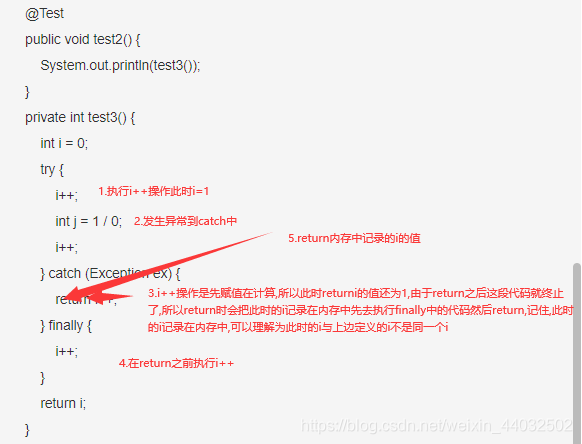 @Test
public void test2() {
System.out.println(test3());
}
private int test3() {
int i = 0;
try {
i++; 1.执行i++操作此时i=1
int j = 1 / 0; 2.发生异常到catch中
5.return内存中记录的i的值
i++;
} catch (Exception ex) {
return i++; 3.i++操作是先赋值在计算,所以此时returni的值还为1,由于return之后这段代码就终止
了,所以return时会把此时的i记录在内存中先去执行finally中的代码然后return,记住,此时
} finally { 的i记录在内存中,可以理解为此时的i与上边定义的i不是同一个i
i++;
4.在return之前执行i++
}
return i;
}
https://blog.csdn.net/weixin_44032502